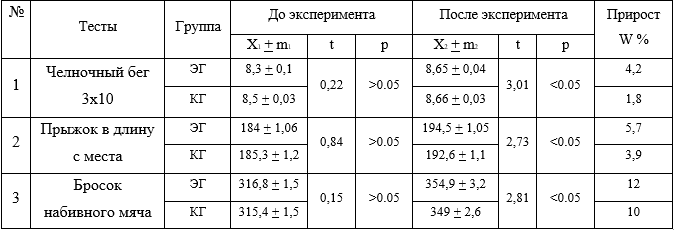 № Тесты Группа До эксперимента После эксперимента Прирост W %
X₁ ± m₁ t p X₂ ± m₂ t p
1 Челночный бег 3x10 ЭГ 8,3 ± 0,1 0,22 >0.05 8,65 ± 0,04 3,01 <0.05 4,2
КГ 8,5 ± 0,03 8,66 ± 0,03 1,8
2 Прыжок в длину с места ЭГ 184 ± 1,06 0,84 >0.05 194,5 ± 1,05 2,73 <0.05 5,7
КГ 185,3 ± 1,2 192,6 ± 1,1 3,9
3 Бросок набивного мяча ЭГ 316,8 ± 1,5 0,15 >0.05 354,9 ± 3,2 2,81 <0.05 12
КГ 315,4 ± 1,5 349 ± 2,6 10